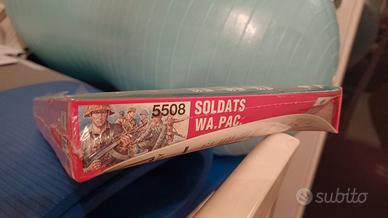 5508
SOLDATS
WA.PAC.
subito